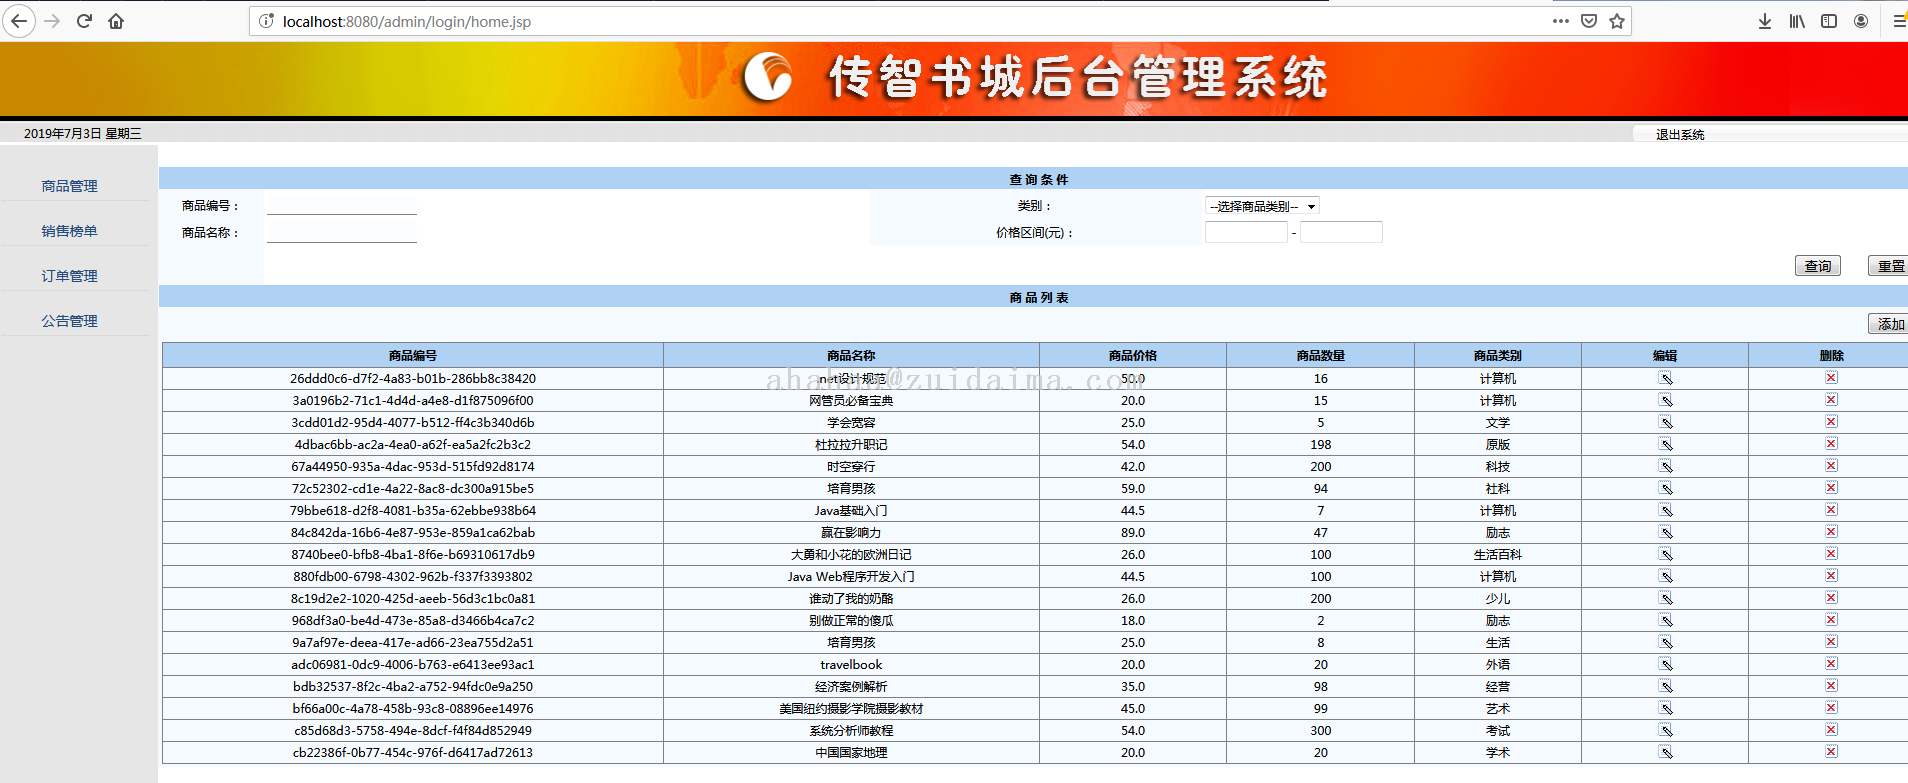 localhost:8080/admin/login/home.jsp
传智书城后台管理系统
2019年7月3日 星期三
退出系统
商品管理
销售榜单
订单管理
公告管理
查 询 条 件
商品编号：
类别：
--选择商品类别--
商品名称：
价格区间(元)：
-
查询
重置
商 品 列 表
添加
商品编号 商品名称 商品价格 商品数量 商品类别 编辑 删除
26ddd0c6-d7f2-4a83-b01b-286bb8c38420 .net设计规范 50.0 16 计算机
3a0196b2-71c1-4d4d-a4e8-d1f875096f00 网管员必备宝典 20.0 15 计算机
3cdd01d2-95d4-4077-b512-ff4c3b340d6b 学会宽容 25.0 5 文学
4dbac6bb-ac2a-4ea0-a62f-ea5a2fc2b3c2 杜拉拉升职记 54.0 198 原版
67a44950-935a-4dac-953d-515fd92d8174 时空穿行 42.0 200 科技
72c52302-cd1e-4a22-8ac8-dc300a915be5 培育男孩 59.0 94 社科
79bbe618-d2f8-4081-b35a-62ebbe938b64 Java基础入门 44.5 7 计算机
84c842da-16b6-4e87-953e-859a1ca62bab 赢在影响力 89.0 47 励志
8740bee0-bfb8-4ba1-8f6e-b69310617db9 大勇和小花的欧洲日记 26.0 100 生活百科
880fdb00-6798-4302-962b-f337f3393802 Java Web程序开发入门 44.5 100 计算机
8c19d2e2-1020-425d-aeeb-56d3c1bc0a81 谁动了我的奶酪 26.0 200 少儿
968df3a0-be4d-473e-85a8-d3466b4ca7c2 别做正常的傻瓜 18.0 2 励志
9a7af97e-deea-417e-ad66-23ea755d2a51 培育男孩 25.0 8 生活
adc06981-0dc9-4006-b763-e6413ee93ac1 travelbook 20.0 20 外语
bdb32537-8f2c-4ba2-a752-94fdc0e9a250 经济案例解析 35.0 98 经营
bf66a00c-4a78-458b-93c8-08896ee14976 美国纽约摄影学院摄影教材 45.0 99 艺术
c85d68d3-5758-494e-8dcf-f4f84d852949 系统分析师教程 54.0 300 考试
cb22386f-0b77-454c-976f-d6417ad72613 中国国家地理 20.0 20 学术